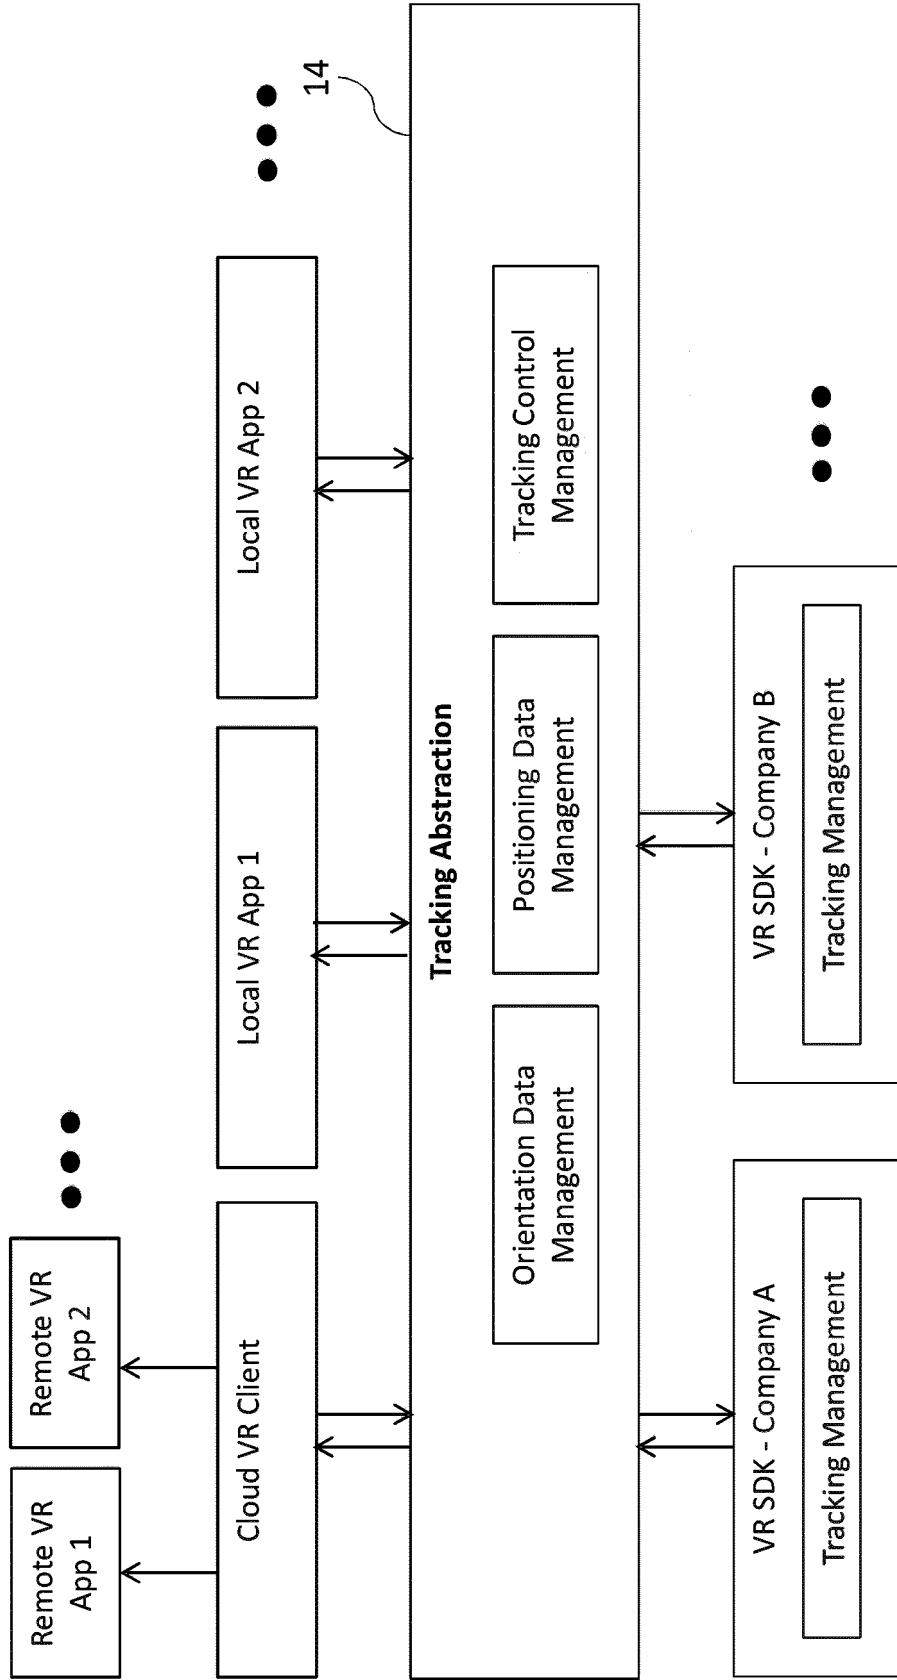 Remote VR
App 1
Remote VR
App 2
Cloud VR Client
Local VR App 1
Local VR App 2
14
Tracking Abstraction
Orientation Data
Management
Positioning Data
Management
Tracking Control
Management
VR SDK - Company A
Tracking Management
VR SDK - Company B
Tracking Management